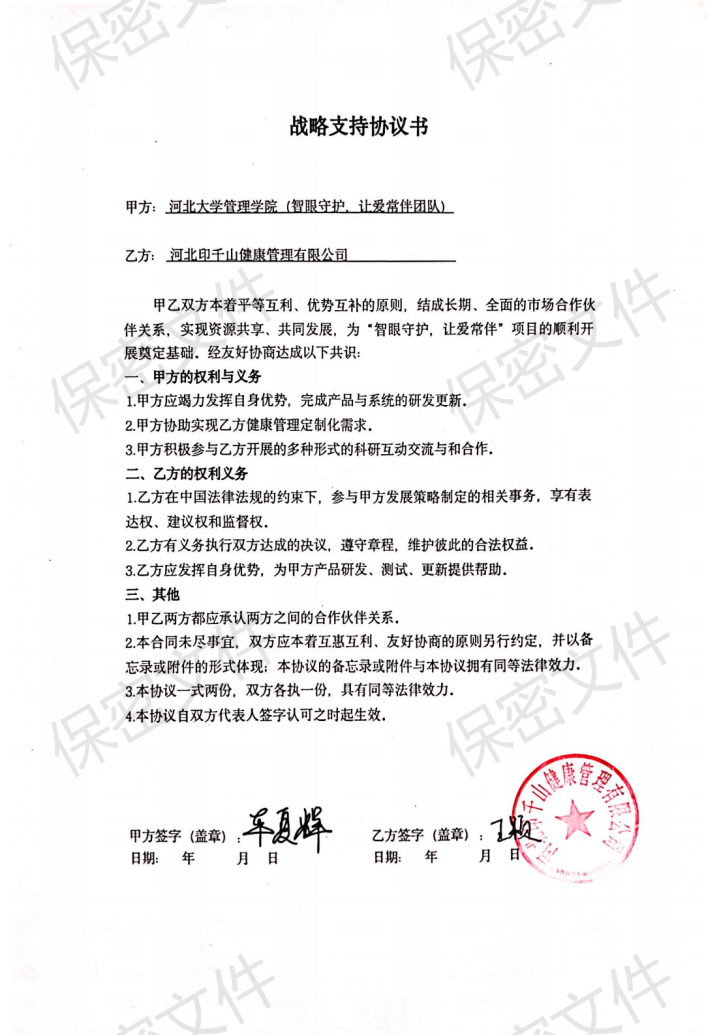 保密文件
保密文件
战略支持协议书
甲方: 河北大学管理学院（智眼守护，让爱常伴团队）
乙方: 河北印千山健康管理有限公司
甲乙双方本着平等互利、优势互补的原则，结成长期、全面的市场合作伙
伴关系，实现资源共享、共同发展，为“智眼守护，让爱常伴”项目的顺利开
展奠定基础。经友好协商达成以下共识:
一、甲方的权利与义务
1.甲方应竭力发挥自身优势，完成产品与系统的研发更新。
2.甲方协助实现乙方健康管理定制化需求。
3.甲方积极参与乙方开展的多种形式的科研互动交流与和合作。
二、乙方的权利义务
1.乙方在中国法律法规的约束下，参与甲方发展策略制定的相关事务，享有表
达权、建议权和监督权。
2.乙方有义务执行双方达成的决议，遵守章程，维护彼此的合法权益。
3.乙方应发挥自身优势，为甲方产品研发、测试、更新提供帮助。
三、其他
1.甲乙两方都应承认两方之间的合作伙伴关系。
2.本合同未尽事宜，双方应本着互惠互利、友好协商的原则另行约定，并以备
忘录或附件的形式体现; 本协议的备忘录或附件与本协议拥有同等法律效力。
3.本协议一式两份，双方各执一份，具有同等法律效力。
4.本协议自双方代表人签字认可之时起生效。
保密文件
保密文件
保密文件
保密文件
甲方签字（盖章）: 车夏辉
乙方签字（盖章）: 王颖
日期: 年 月 日
日期: 年 月 日
河北印千山健康管理有限公司
保密文件
保密文件